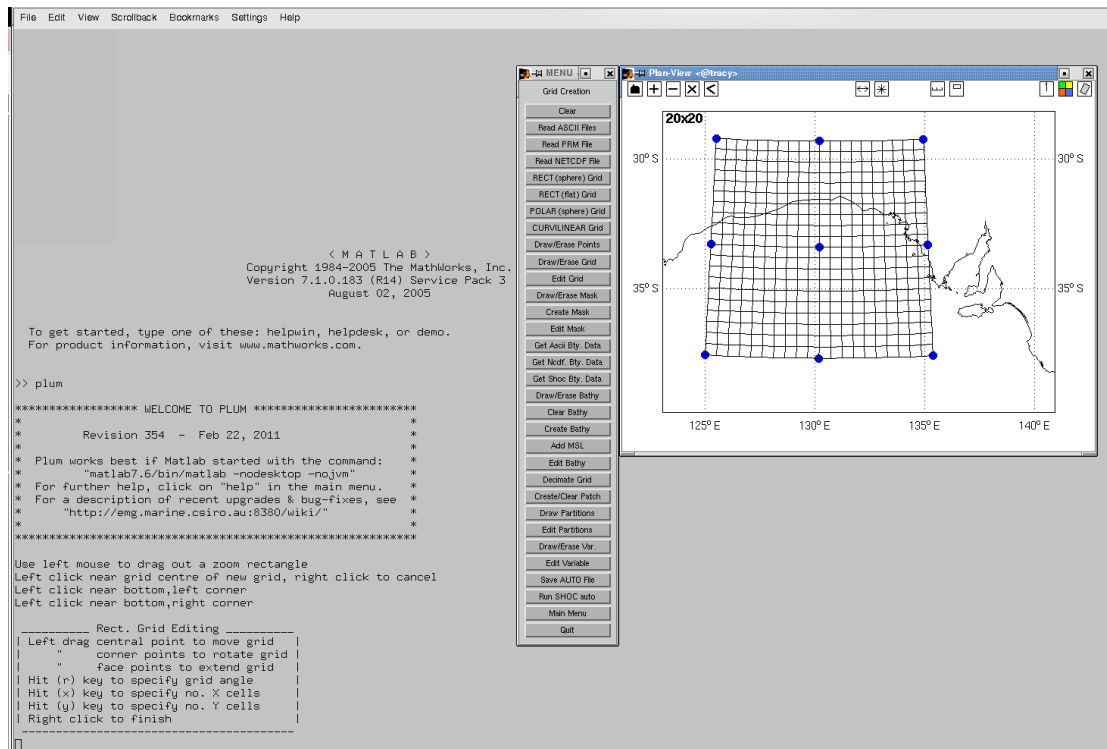 File Edit View Scrollback Bookmarks Settings Help
< M A T L A B >
Copyright 1984-2005 The MathWorks, Inc.
Version 7.1.0.183 (R14) Service Pack 3
August 02, 2005
To get started, type one of these: helpwin, helpdesk, or demo.
For product information, visit www.mathworks.com.
>> plum
****************** WELCOME TO PLUM ************************
* *
* Revision 354 - Feb 22, 2011 *
* *
* Plum works best if Matlab started with the command: *
* "matlab7.6/bin/matlab -nodesktop -nojvm" *
* For further help, click on "help" in the main menu. *
* For a description of recent upgrades & bug-fixes, see *
* "http://emg.marine.csiro.au:8380/wiki/" *
* *
***********************************************************
Use left mouse to drag out a zoom rectangle
Left click near grid centre of new grid, right click to cancel
Left click near bottom,left corner
Left click near bottom,right corner
__________ Rect. Grid Editing __________
| Left drag central point to move grid |
| " corner points to rotate grid |
| " face points to extend grid |
| Hit (r) key to specify grid angle |
| Hit (x) key to specify no. X cells |
| Hit (y) key to specify no. Y cells |
| Right click to finish |
----------------------------------------
MENU
Grid Creation
Clear
Read ASCII Files
Read PRM File
Read NETCDF File
RECT (sphere) Grid
RECT (flat) Grid
POLAR (sphere) Grid
CURVILINEAR Grid
Draw/Erase Points
Draw/Erase Grid
Edit Grid
Draw/Erase Mask
Create Mask
Edit Mask
Get Ascii Bty. Data
Get Ncdf. Bty. Data
Get Shoc Bty. Data
Draw/Erase Bathy
Clear Bathy
Create Bathy
Add MSL
Edit Bathy
Decimate Grid
Create/Clear Patch
Draw Partitions
Edit Partitions
Draw/Erase Var.
Edit Variable
Save AUTO File
Run SHOC auto
Main Menu
Quit
Plan-View <@tracy>
1
20x20
30° S 30° S
35° S 35° S
125° E 130° E 135° E 140° E